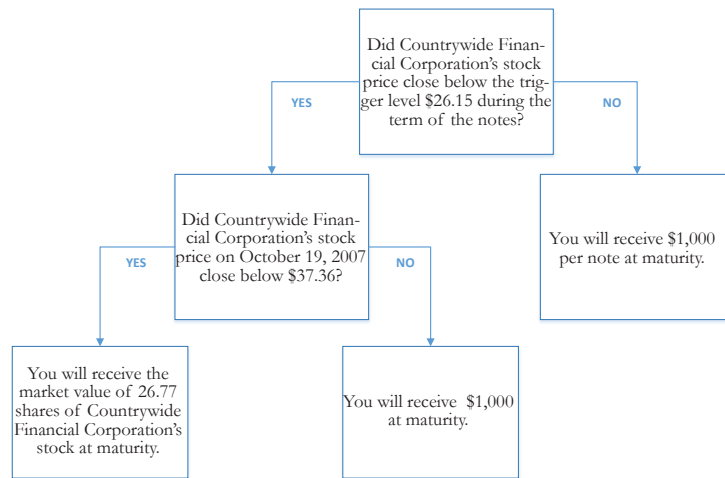 Did Countrywide Finan-
cial Corporation's stock
price close below the trig-
ger level $26.15 during the
term of the notes?
YES
NO
Did Countrywide Finan-
cial Corporation's stock
price on October 19, 2007
close below $37.36?
You will receive $1,000
per note at maturity.
YES
NO
You will receive the
market value of 26.77
shares of Countrywide
Financial Corporation's
stock at maturity.
You will receive  $1,000
at maturity.